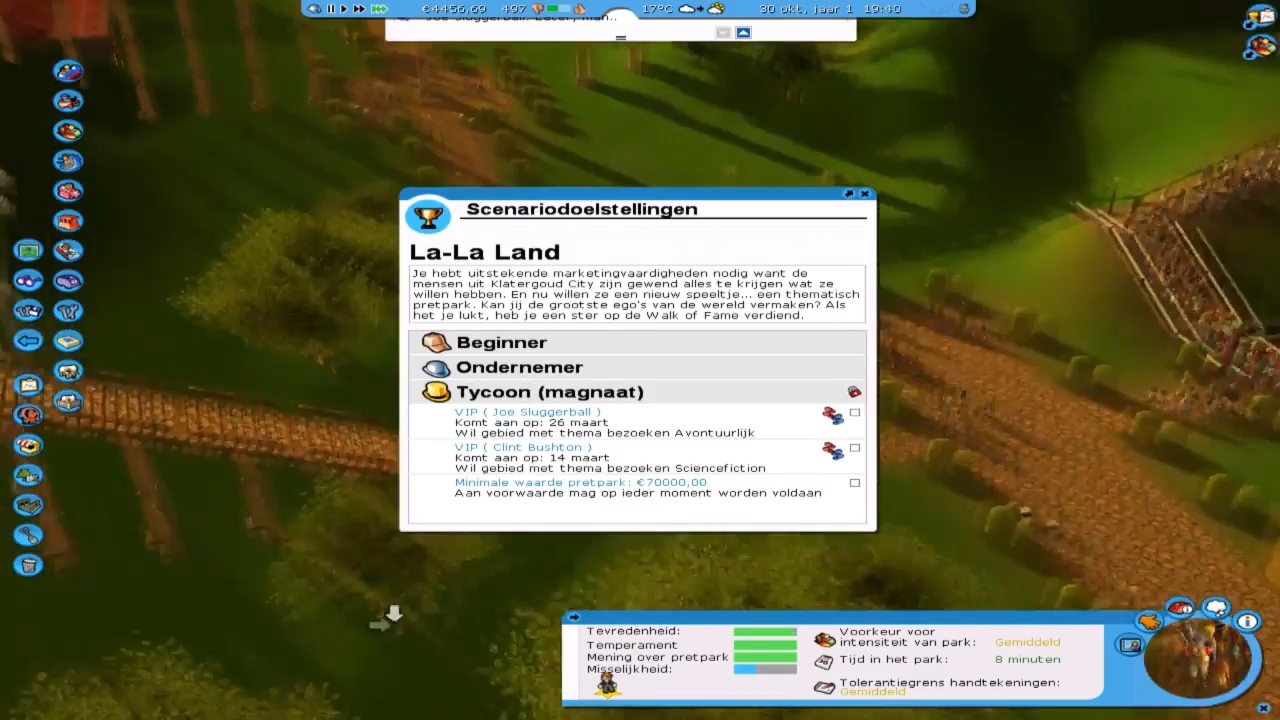 €4456,69 497 17°C 30 okt, jaar 1 19:40
Joe Sluggerball: Later, man..
Scenariodoelstellingen
La-La Land
Je hebt uitstekende marketingvaardigheden nodig want de
mensen uit Klatergoud City zijn gewend alles te krijgen wat ze
willen hebben. En nu willen ze een nieuw speeltje... een thematisch
pretpark. Kan jij de grootste ego's van de wereld vermaken? Als
het je lukt, heb je een ster op de Walk of Fame verdiend.
Beginner
Ondernemer
Tycoon (magnaat)
VIP ( Joe Sluggerball )
Komt aan op: 26 maart
Wil gebied met thema bezoeken Avontuurlijk
VIP ( Clint Bushton )
Komt aan op: 14 maart
Wil gebied met thema bezoeken Sciencefiction
Minimale waarde pretpark: €70000,00
Aan voorwaarde mag op ieder moment worden voldaan
Tevredenheid:
Temperament
Mening over pretpark
Misselijkheid:
Voorkeur voor
intensiteit van park: Gemiddeld
Tijd in het park: 8 minuten
Tolerantiegrens handtekeningen:
Gemiddeld